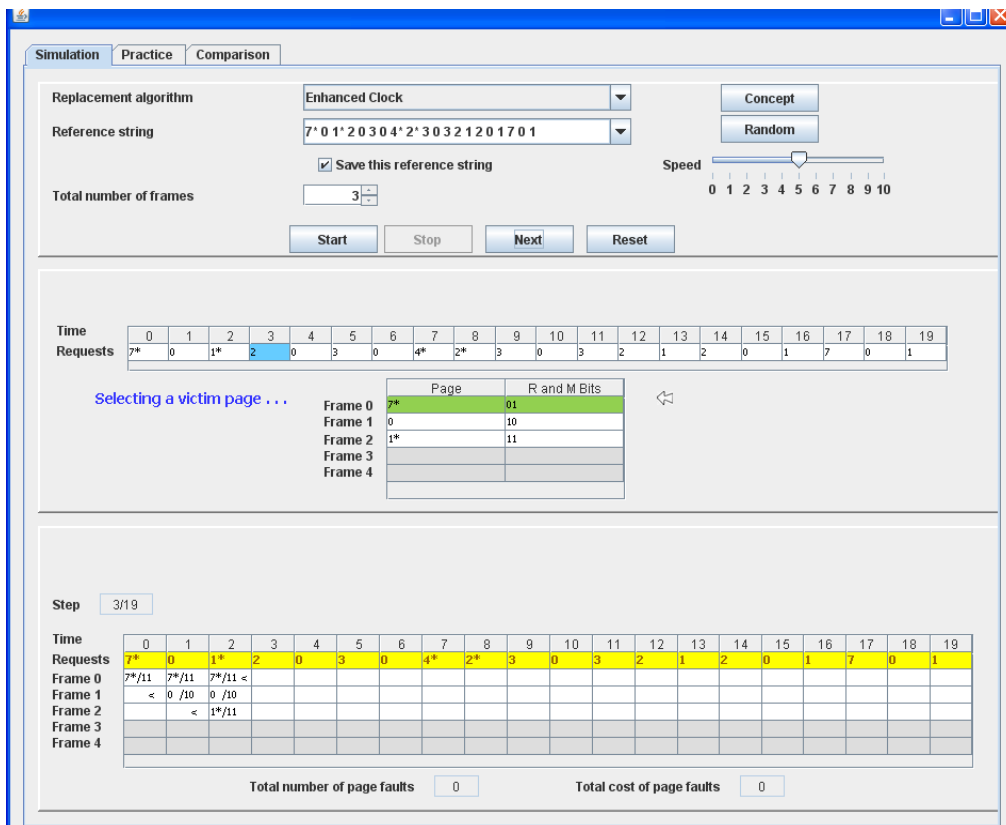 Simulation Practice Comparison
Replacement algorithm Enhanced Clock Concept
Reference string 7* 0 1* 2 0 3 0 4* 2* 3 0 3 2 1 2 0 1 7 0 1 Random
Save this reference string Speed
0 1 2 3 4 5 6 7 8 9 10
Total number of frames 3
Start Stop Next Reset
Time 0 1 2 3 4 5 6 7 8 9 10 11 12 13 14 15 16 17 18 19
Requests 7* 0 1* 2 0 3 0 4* 2* 3 0 3 2 1 2 0 1 7 0 1
Page R and M Bits
Selecting a victim page . . .
Frame 0 7* 01
Frame 1 0 10
Frame 2 1* 11
Frame 3
Frame 4
Step 3/19
Time 0 1 2 3 4 5 6 7 8 9 10 11 12 13 14 15 16 17 18 19
Requests 7* 0 1* 2 0 3 0 4* 2* 3 0 3 2 1 2 0 1 7 0 1
Frame 0 7*/11 7*/11 7*/11 <
Frame 1 < 0 /10 0 /10
Frame 2 < 1*/11
Frame 3
Frame 4
Total number of page faults 0 Total cost of page faults 0